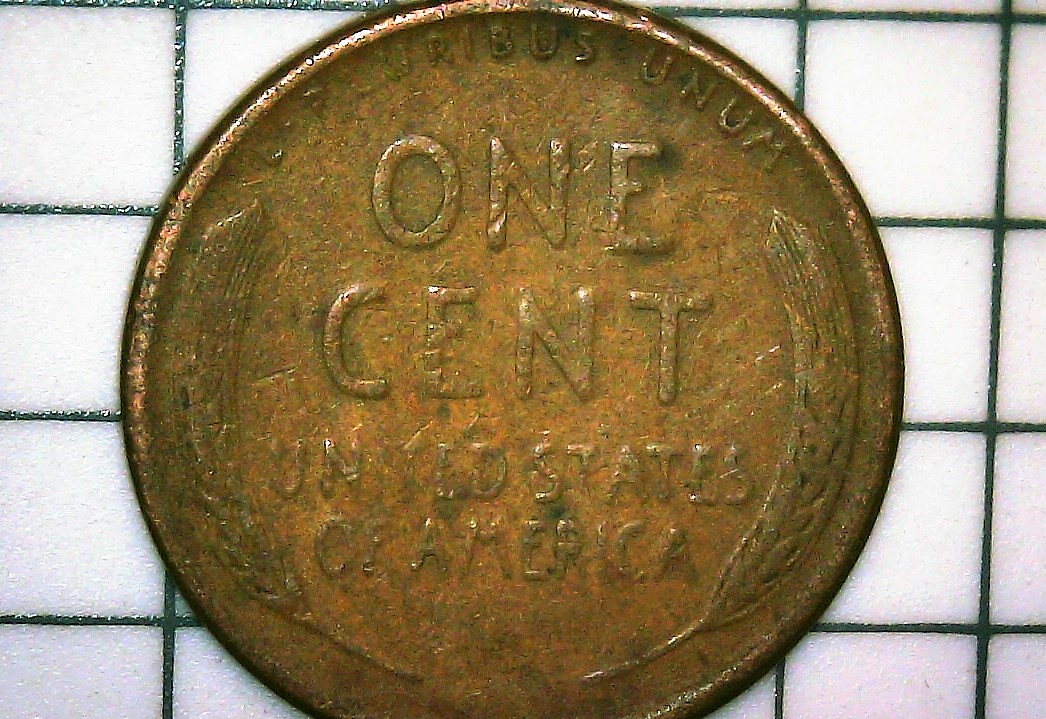 PLURIBUS UNUM
ONE
CENT
UNITED STATES
OF AMERICA